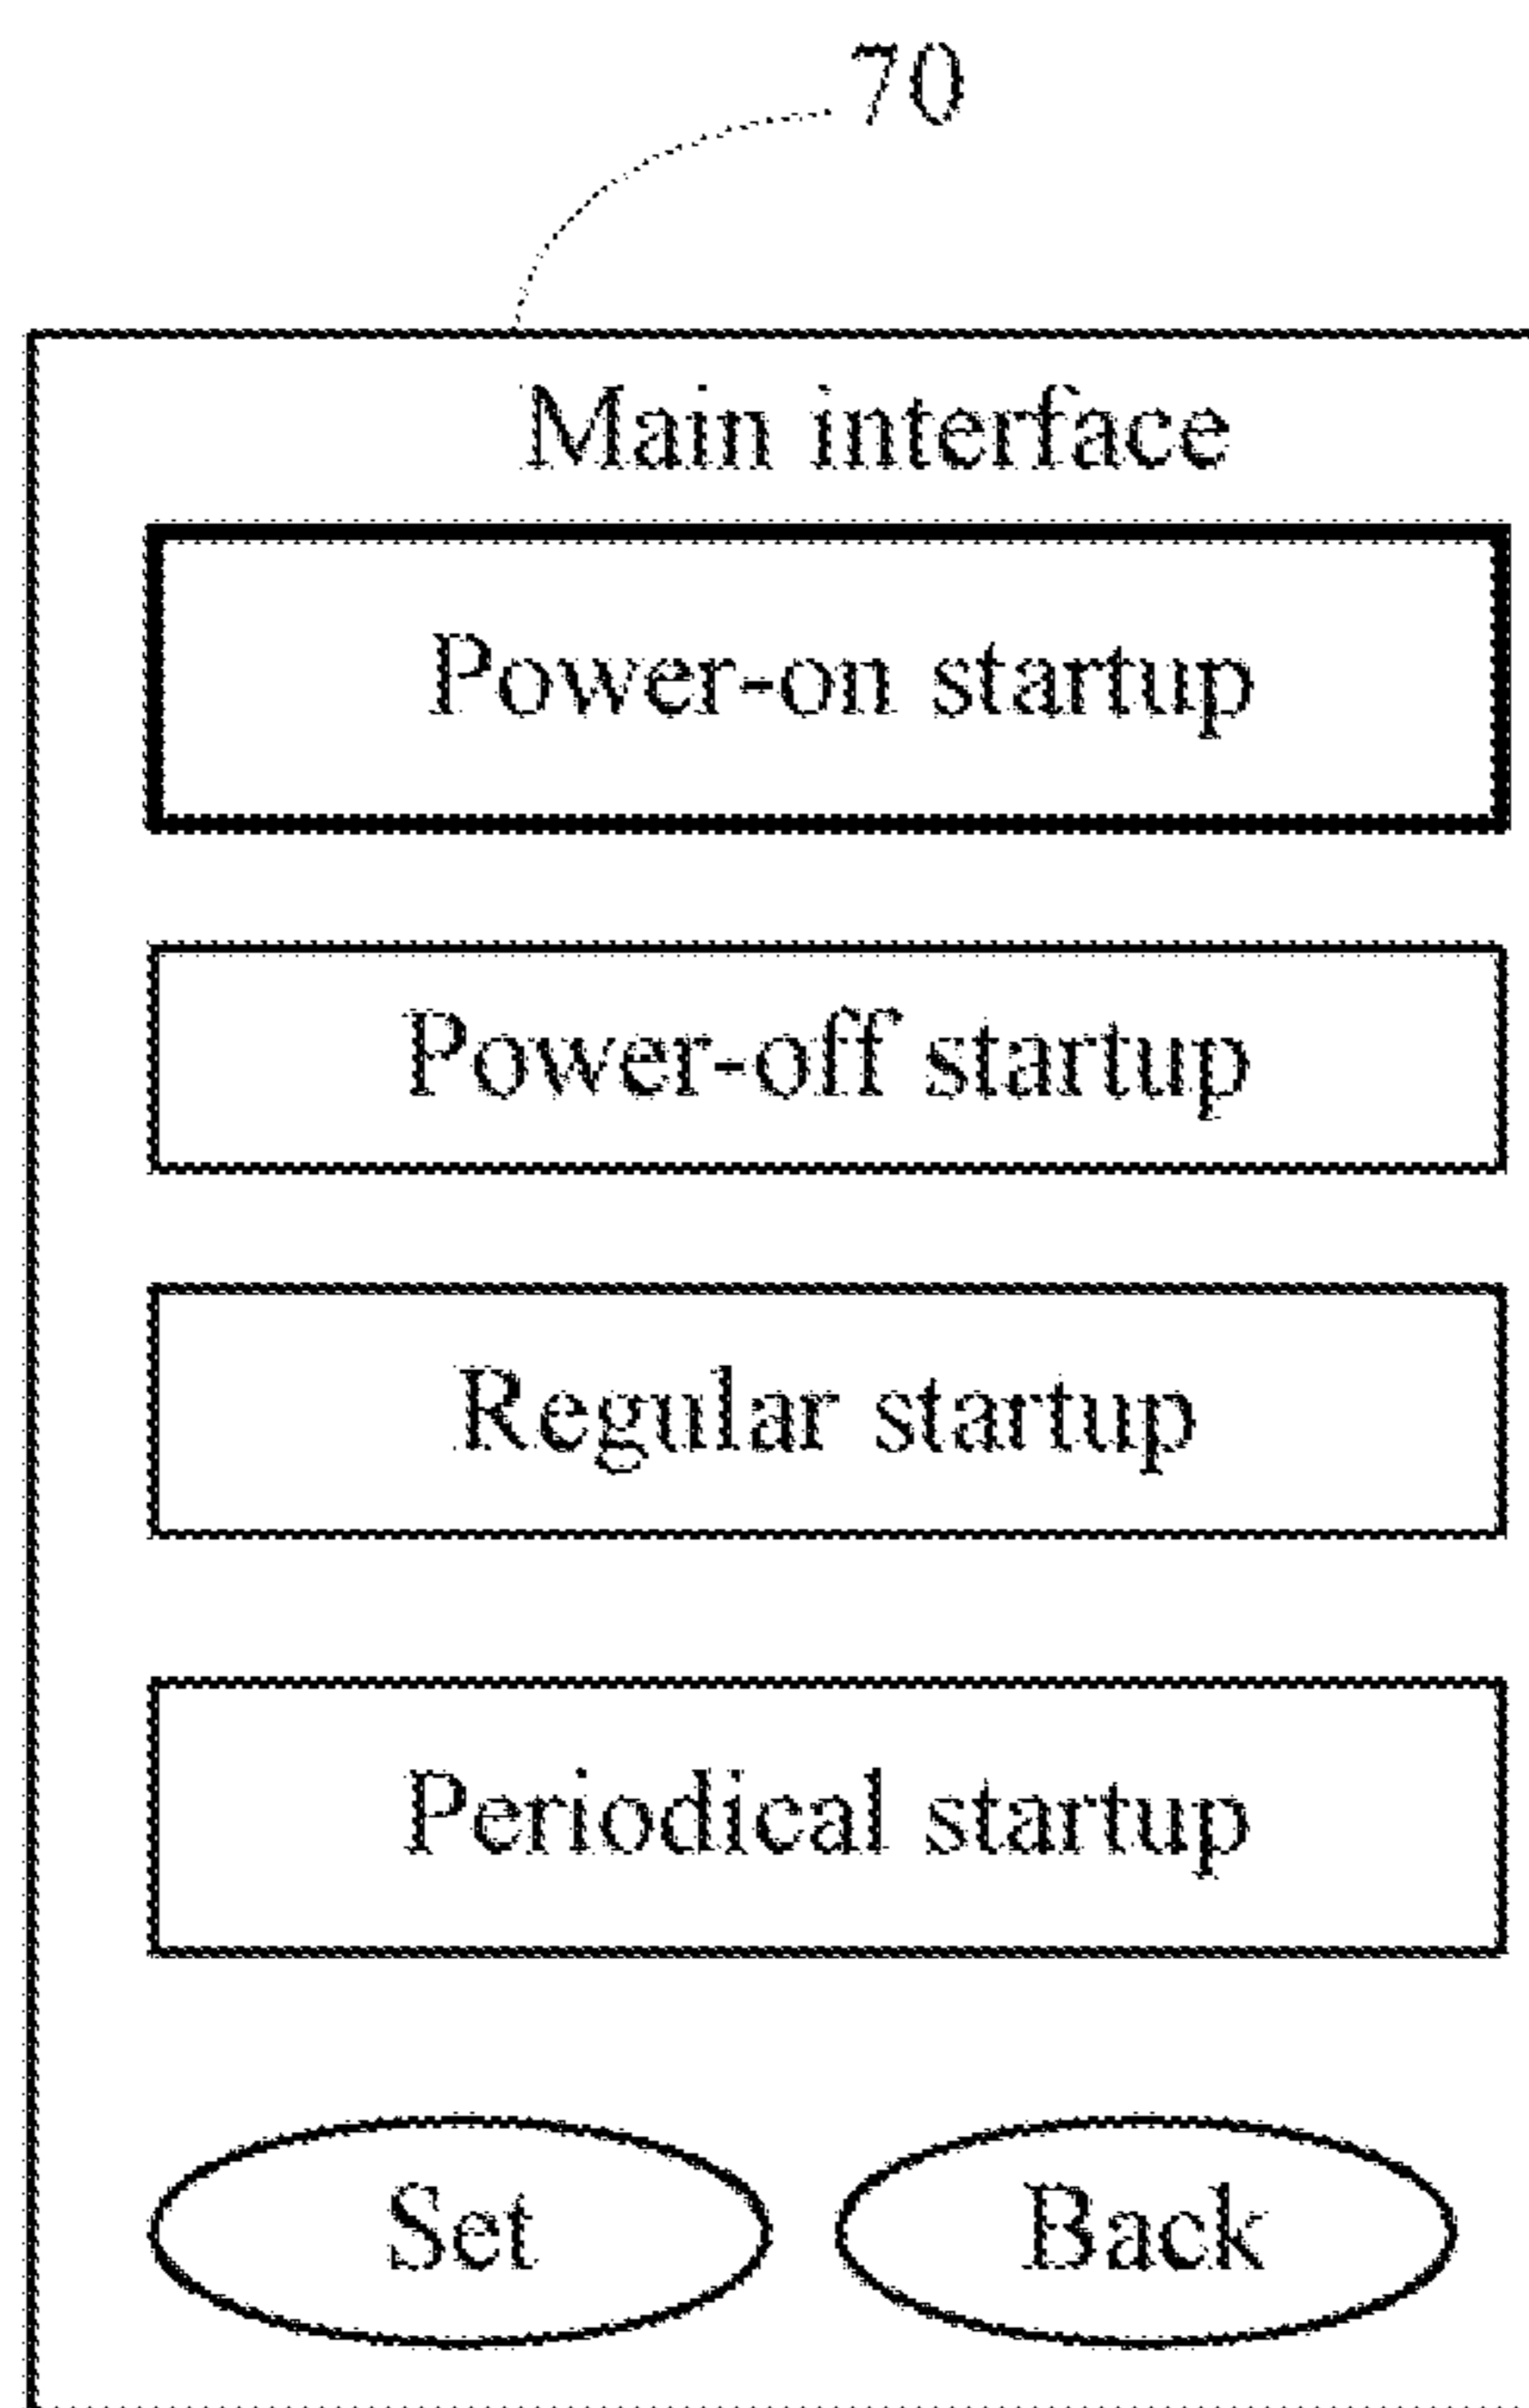 70
Main interface
Power-on startup
Power-off startup
Regular startup
Periodical startup
Set Back